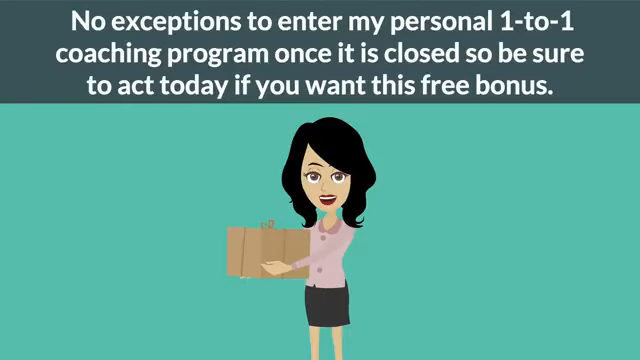 No exceptions to enter my personal 1-to-1
coaching program once it is closed so be sure
to act today if you want this free bonus.